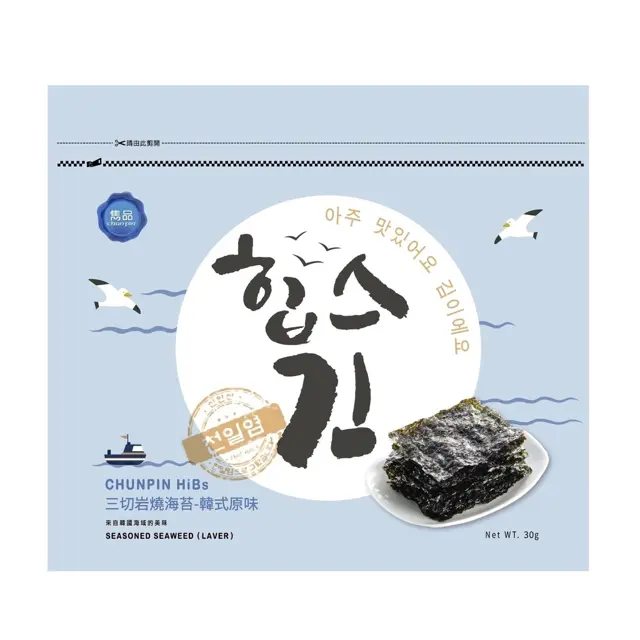 請由此剪開
雋品
chunpin
아주 맛있어요 김이에요
힙스
김
천일염
CHUNPIN HiBs
三切岩燒海苔-韓式原味
來自韓國海域的美味
SEASONED SEAWEED (LAVER)
Net WT. 30g